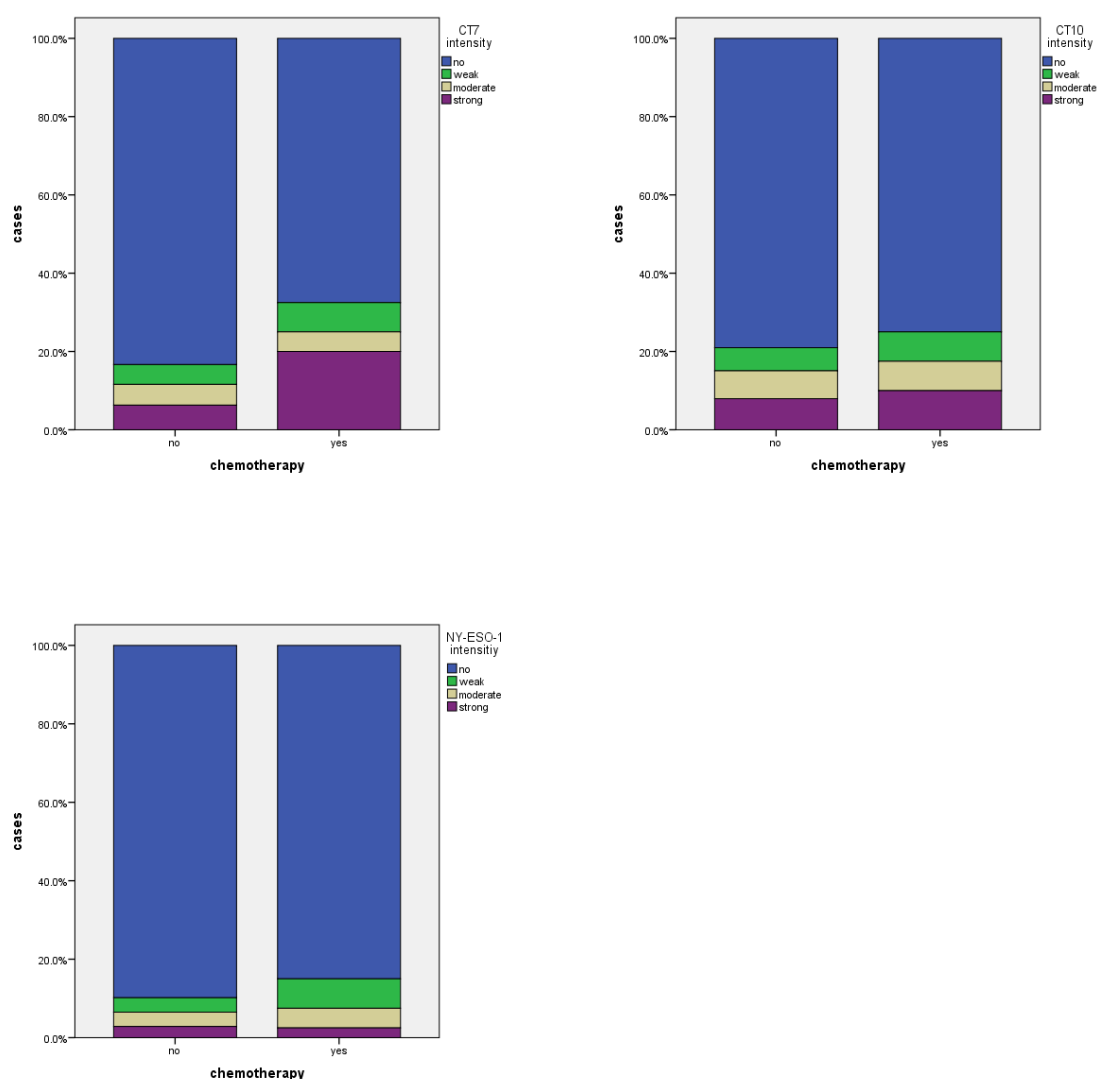 CT7
intensity
no
weak
moderate
strong
100.0%
80.0%
60.0%
40.0%
20.0%
0.0%
cases
no yes
chemotherapy
CT10
intensity
no
weak
moderate
strong
100.0%
80.0%
60.0%
40.0%
20.0%
0.0%
cases
no yes
chemotherapy
NY-ESO-1
intensitiy
no
weak
moderate
strong
100.0%
80.0%
60.0%
40.0%
20.0%
0.0%
cases
no yes
chemotherapy